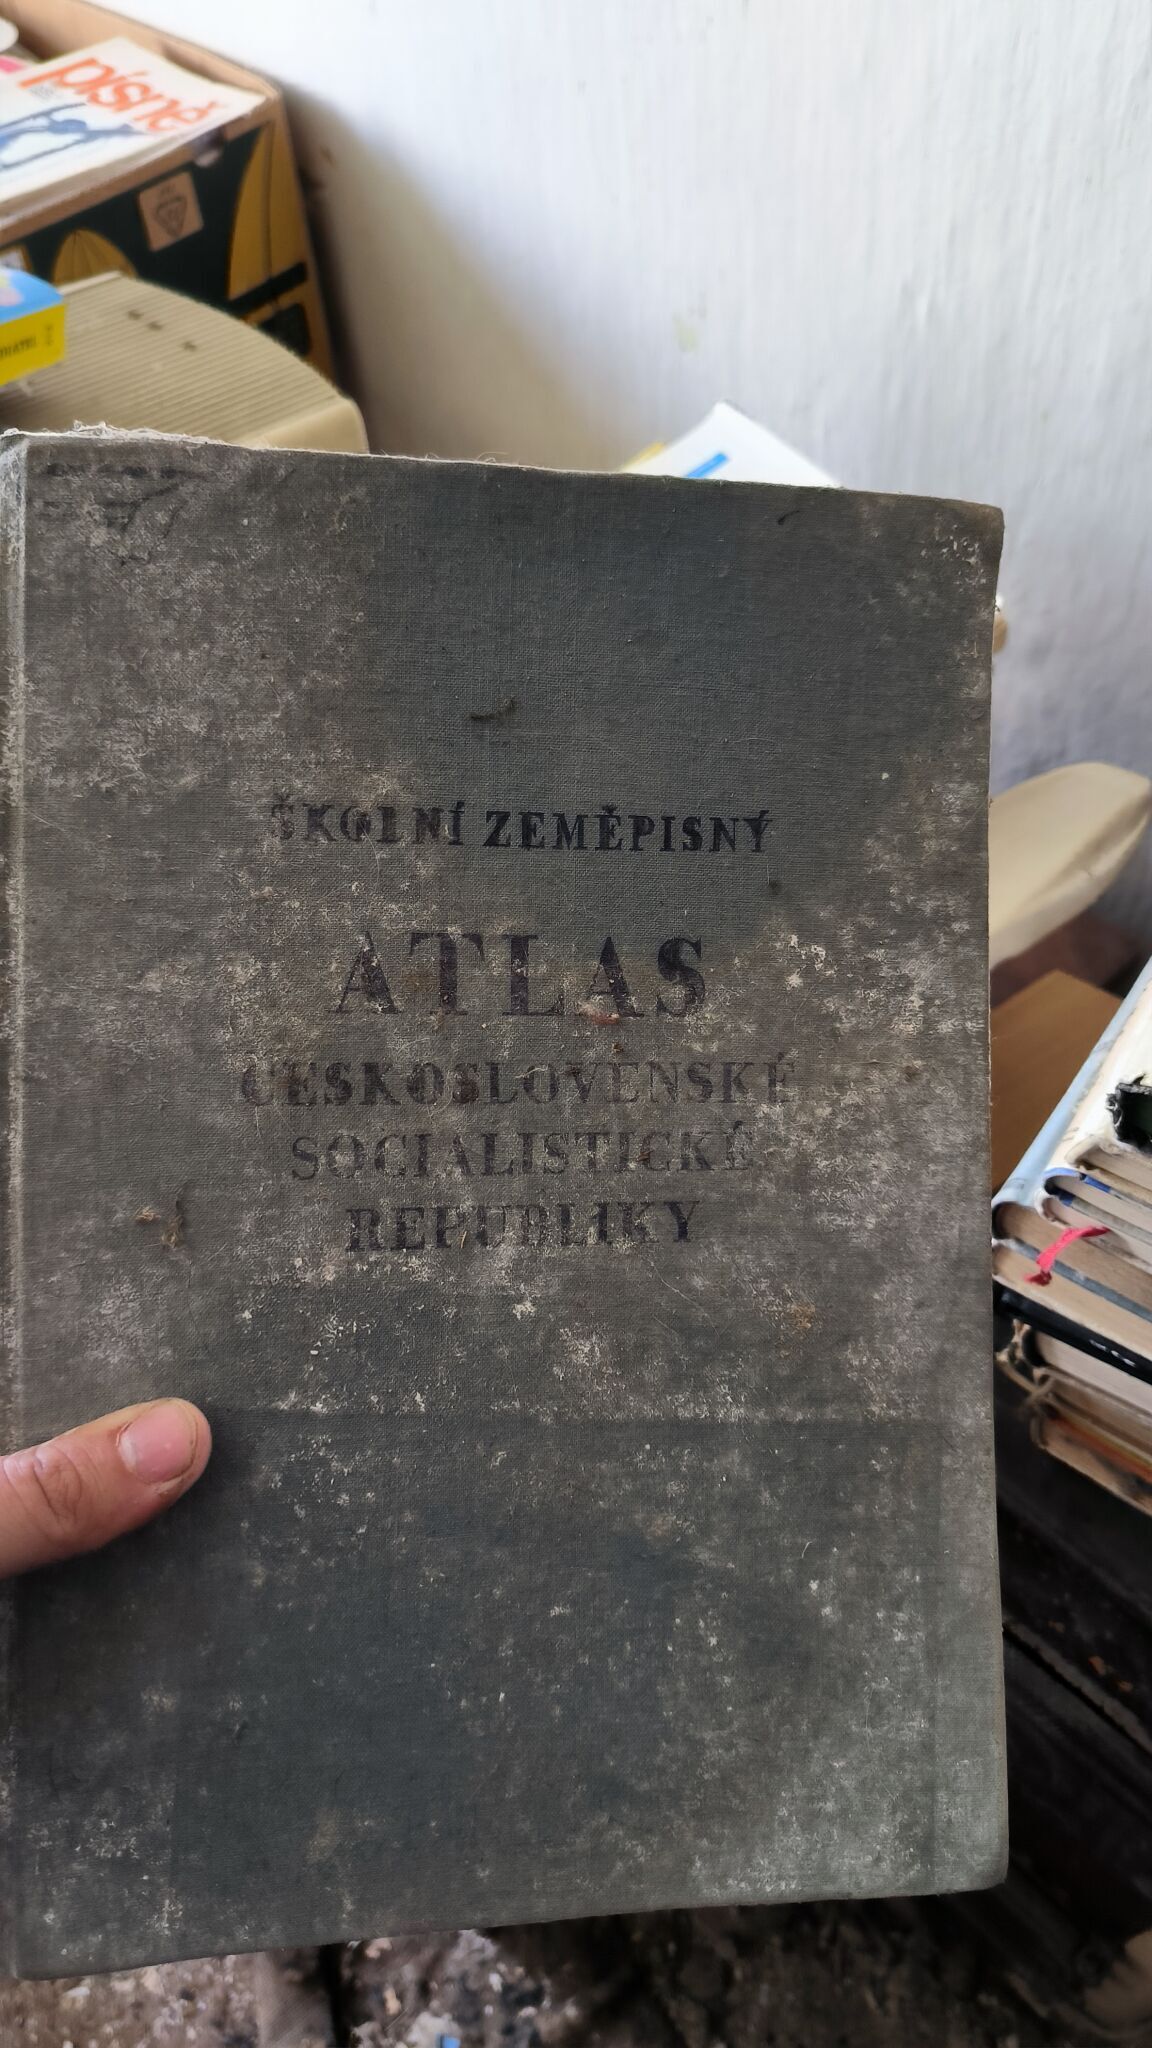 písně
ŠKOLNÍ ZEMĚPISNÝ
ATLAS
ČESKOSLOVENSKÉ
SOCIALISTICKÉ
REPUBLIKY